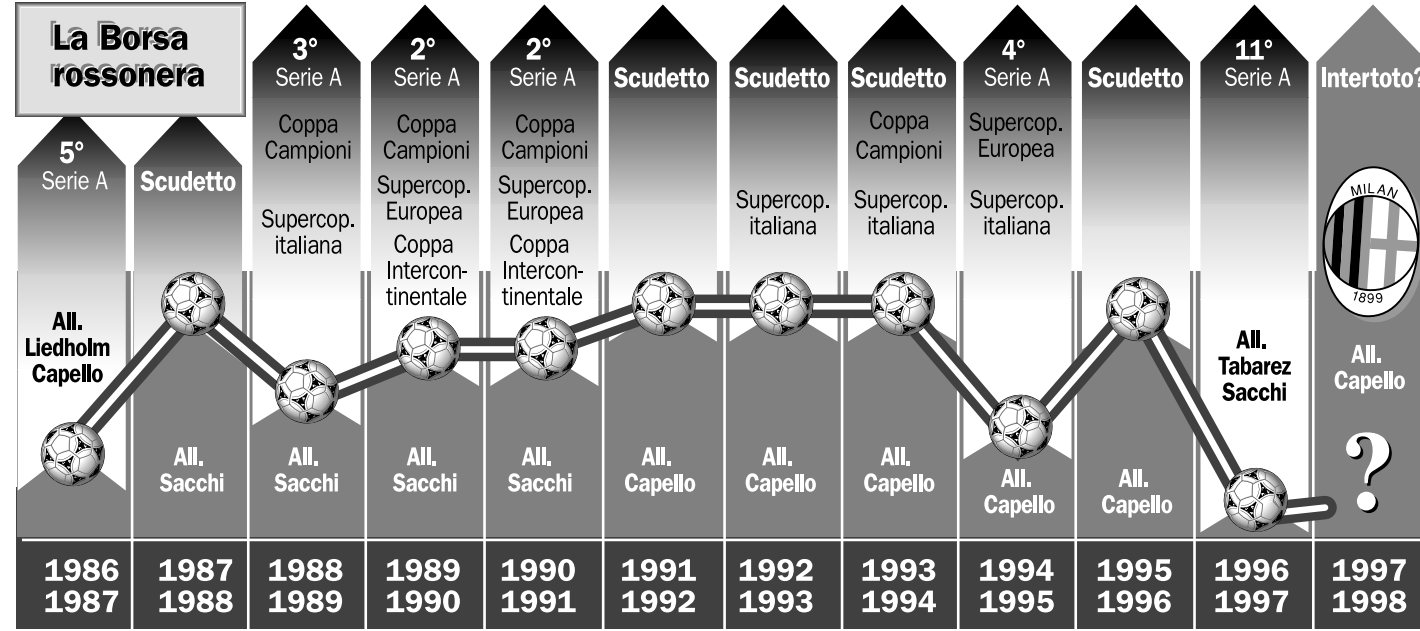 La Borsa
rossonera
5°
Serie A
All.
Liedholm
Capello
1986
1987
Scudetto
All.
Sacchi
1987
1988
3°
Serie A
Coppa
Campioni
Supercop.
italiana
All.
Sacchi
1988
1989
2°
Serie A
Coppa
Campioni
Supercop.
Europea
Coppa
Intercon-
tinentale
All.
Sacchi
1989
1990
2°
Serie A
Coppa
Campioni
Supercop.
Europea
Coppa
Intercon-
tinentale
All.
Sacchi
1990
1991
Scudetto
All.
Capello
1991
1992
Scudetto
Supercop.
italiana
All.
Capello
1992
1993
Scudetto
Coppa
Campioni
Supercop.
italiana
All.
Capello
1993
1994
4°
Serie A
Supercop.
Europea
Supercop.
italiana
All.
Capello
1994
1995
Scudetto
All.
Capello
1995
1996
11°
Serie A
All.
Tabarez
Sacchi
1996
1997
Intertoto?
MILAN
1899
All.
Capello
?
1997
1998